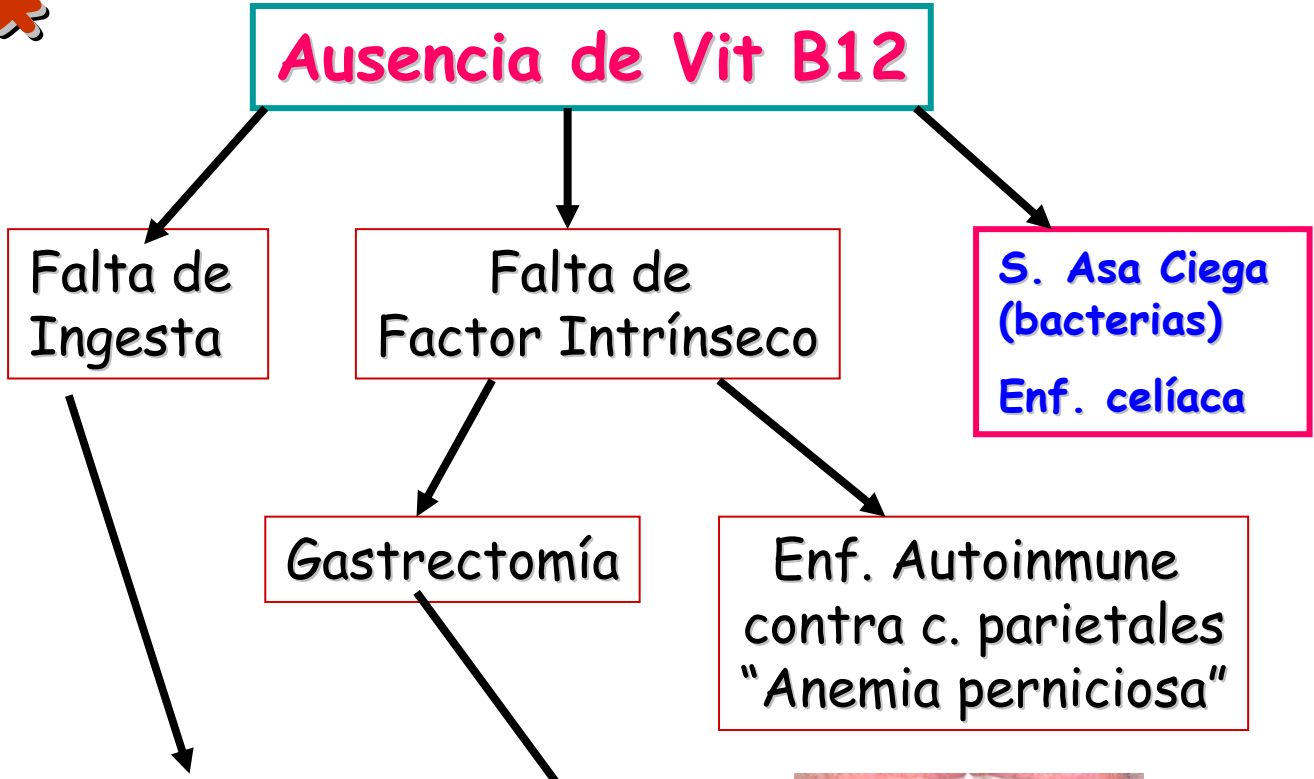 Ausencia de Vit B12
Falta de
Ingesta
Falta de
Factor Intrínseco
S. Asa Ciega
(bacterias)
Enf. celíaca
Gastrectomía
Enf. Autoinmune
contra c. parietales
“Anemia perniciosa”